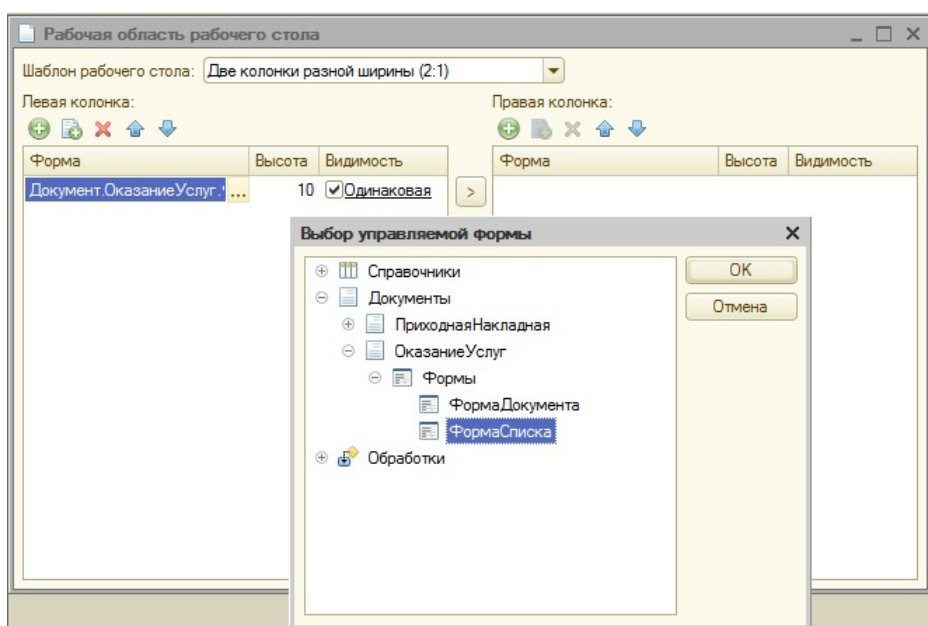 Рабочая область рабочего стола
Шаблон рабочего стола: Две колонки разной ширины (2:1)
Левая колонка: Правая колонка:
Форма Высота Видимость Форма Высота Видимость
Документ.ОказаниеУслуг. ... 10 Одинаковая >
Выбор управляемой формы
Справочники OK
Документы
Отмена
ПриходнаяНакладная
ОказаниеУслуг
Формы
ФормаДокумента
ФормаСписка
Обработки